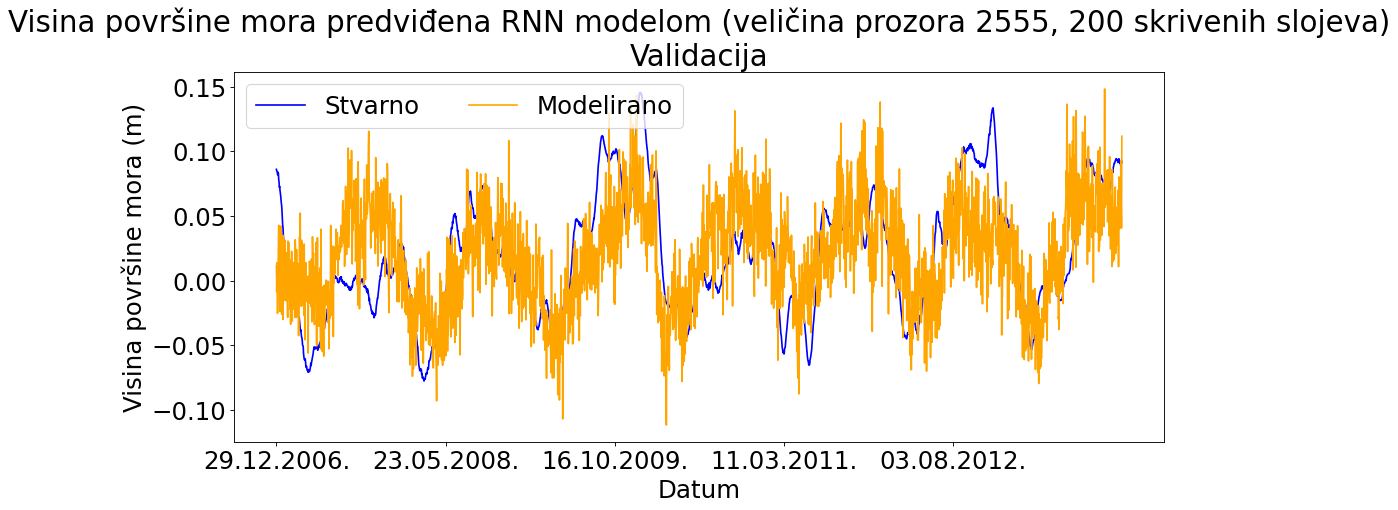 Visina površine mora predviđena RNN modelom (veličina prozora 2555, 200 skrivenih slojeva)
Validacija
Stvarno
Modelirano
Visina površine mora (m)
0.15
0.10
0.05
0.00
−0.05
−0.10
29.12.2006.
23.05.2008.
16.10.2009.
11.03.2011.
03.08.2012.
Datum